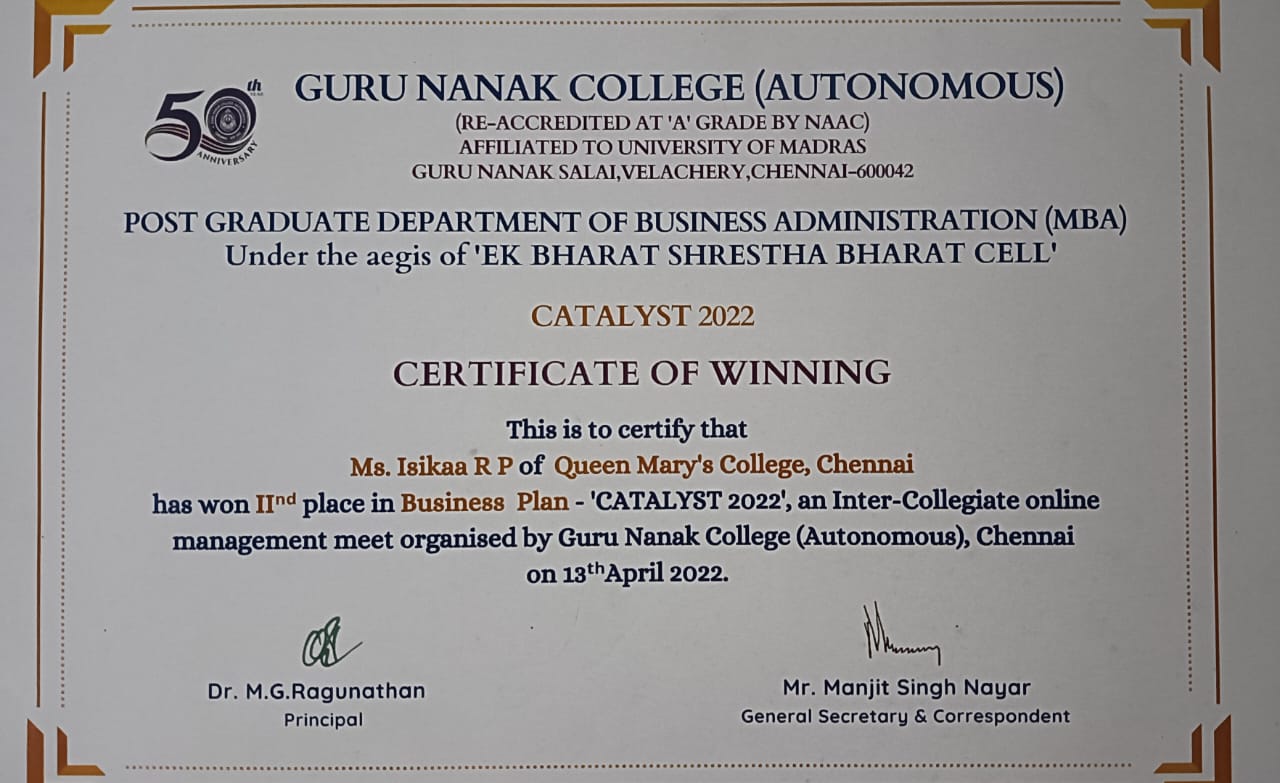 50th
YEAR
ANNIVERSARY
GURU NANAK COLLEGE (AUTONOMOUS)
(RE-ACCREDITED AT 'A' GRADE BY NAAC)
AFFILIATED TO UNIVERSITY OF MADRAS
GURU NANAK SALAI,VELACHERY,CHENNAI-600042
POST GRADUATE DEPARTMENT OF BUSINESS ADMINISTRATION (MBA)
Under the aegis of 'EK BHARAT SHRESTHA BHARAT CELL'
CATALYST 2022
CERTIFICATE OF WINNING
This is to certify that
Ms. Isikaa R P of Queen Mary's College, Chennai
has won IInd place in Business Plan - 'CATALYST 2022', an Inter-Collegiate online
management meet organised by Guru Nanak College (Autonomous), Chennai
on 13th April 2022.
Dr. M.G.Ragunathan
Principal
Mr. Manjit Singh Nayar
General Secretary & Correspondent